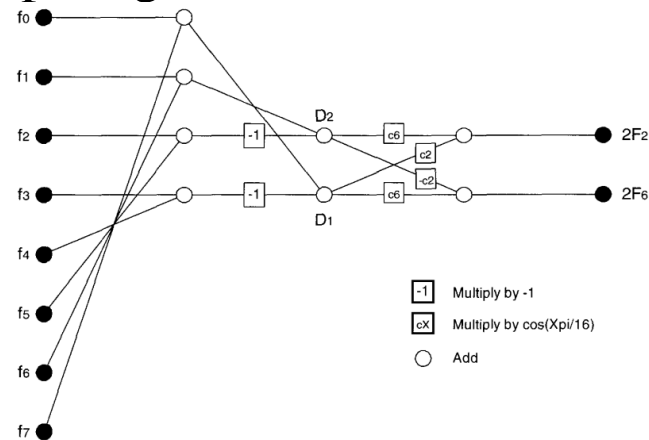 f0
f1
D2
f2
-1
c6
2F2
c2
-c2
f3
-1
c6
2F6
D1
f4
-1 Multiply by -1
f5
cX Multiply by cos(Xpi/16)
Add
f6
f7